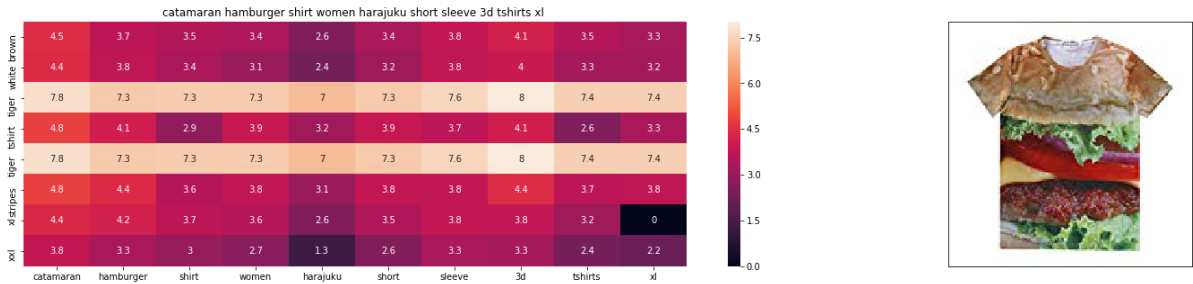 catamaran hamburger shirt women harajuku short sleeve 3d tshirts xl
brown 4.5 3.7 3.5 3.4 2.6 3.4 3.8 4.1 3.5 3.3
white 4.4 3.8 3.4 3.1 2.4 3.2 3.8 4 3.3 3.2
tiger 7.8 7.3 7.3 7.3 7 7.3 7.6 8 7.4 7.4
tshirt 4.8 4.1 2.9 3.9 3.2 3.9 3.7 4.1 2.6 3.3
tiger 7.8 7.3 7.3 7.3 7 7.3 7.6 8 7.4 7.4
stripes 4.8 4.4 3.6 3.8 3.1 3.8 3.8 4.4 3.7 3.8
xl 4.4 4.2 3.7 3.6 2.6 3.5 3.8 3.8 3.2 0
xxl 3.8 3.3 3 2.7 1.3 2.6 3.3 3.3 2.4 2.2
catamaran hamburger shirt women harajuku short sleeve 3d tshirts xl
7.5
6.0
4.5
3.0
1.5
0.0